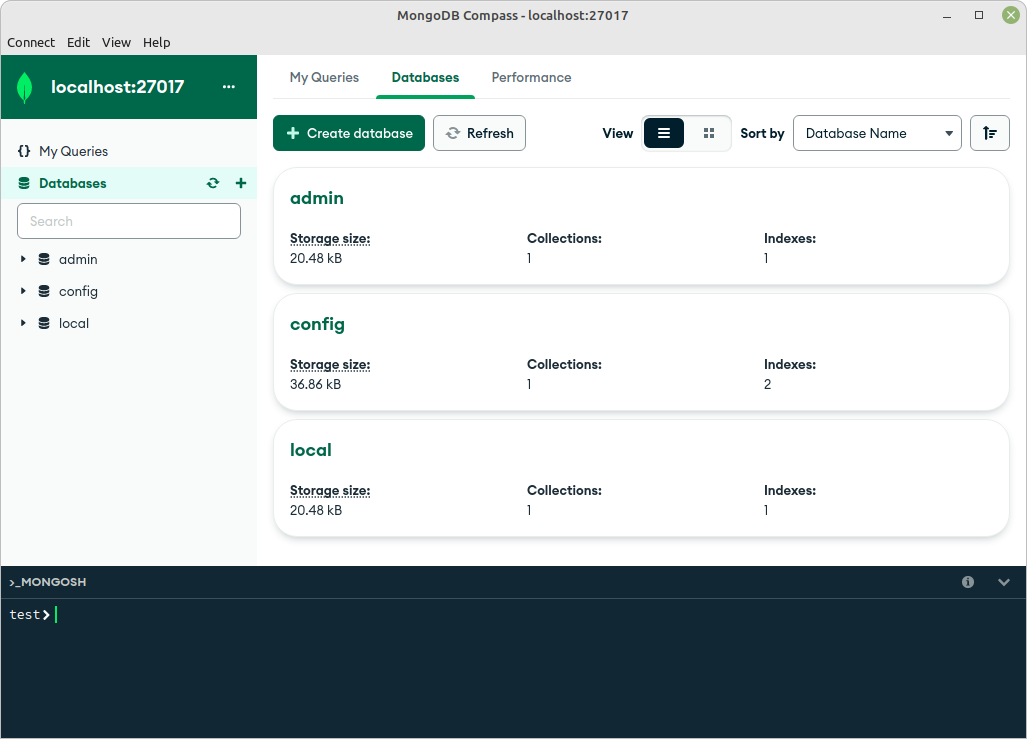 MongoDB Compass - localhost:27017
Connect Edit View Help
localhost:27017 ...
My Queries Databases Performance
Create database Refresh View Sort by Database Name
{} My Queries
Databases
Search
admin
config
local
admin
Storage size: Collections: Indexes:
20.48 kB 1 1
config
Storage size: Collections: Indexes:
36.86 kB 1 2
local
Storage size: Collections: Indexes:
20.48 kB 1 1
>_MONGOSH
test>